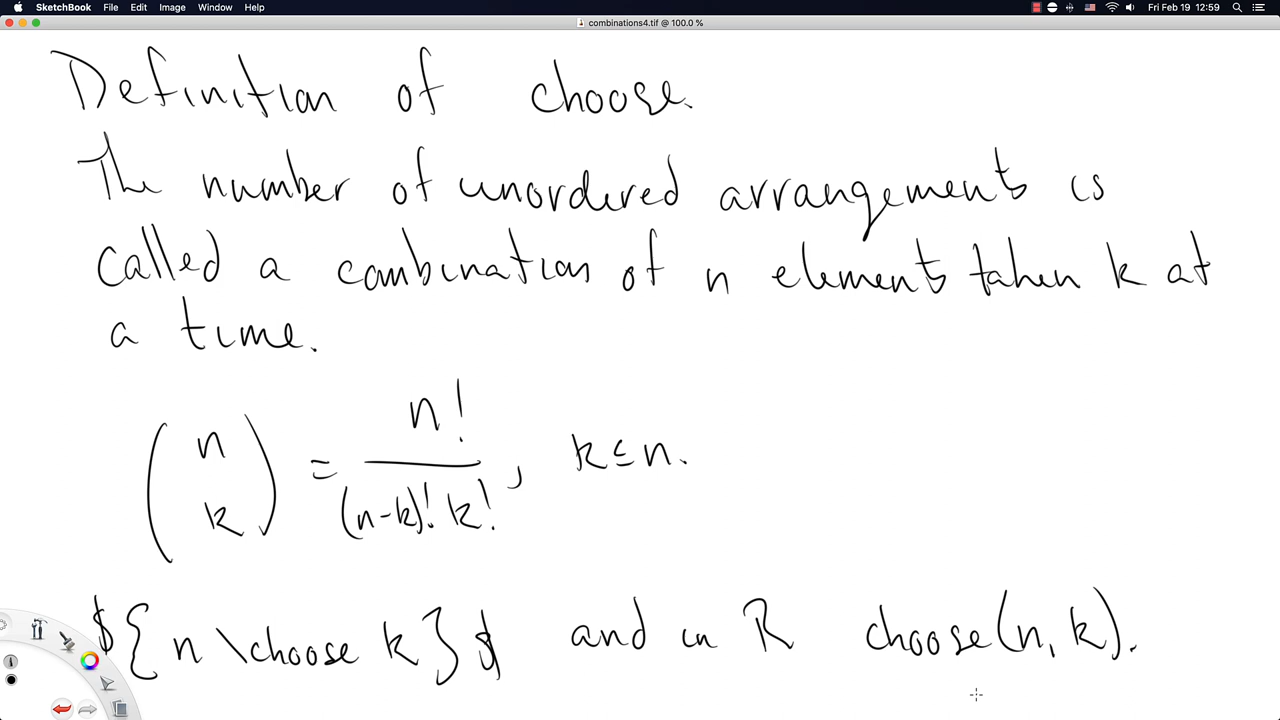 SketchBook File Edit Image Window Help Fri Feb 19 12:59
combinations4.tif @ 100.0 %
Definition of choose.
The number of unordered arrangements is
called a combination of n elements taken k at
a time.
(n k) = n! / (n-k)! k!, k ≤ n.
${n \choose k}$ and in R choose(n, k).